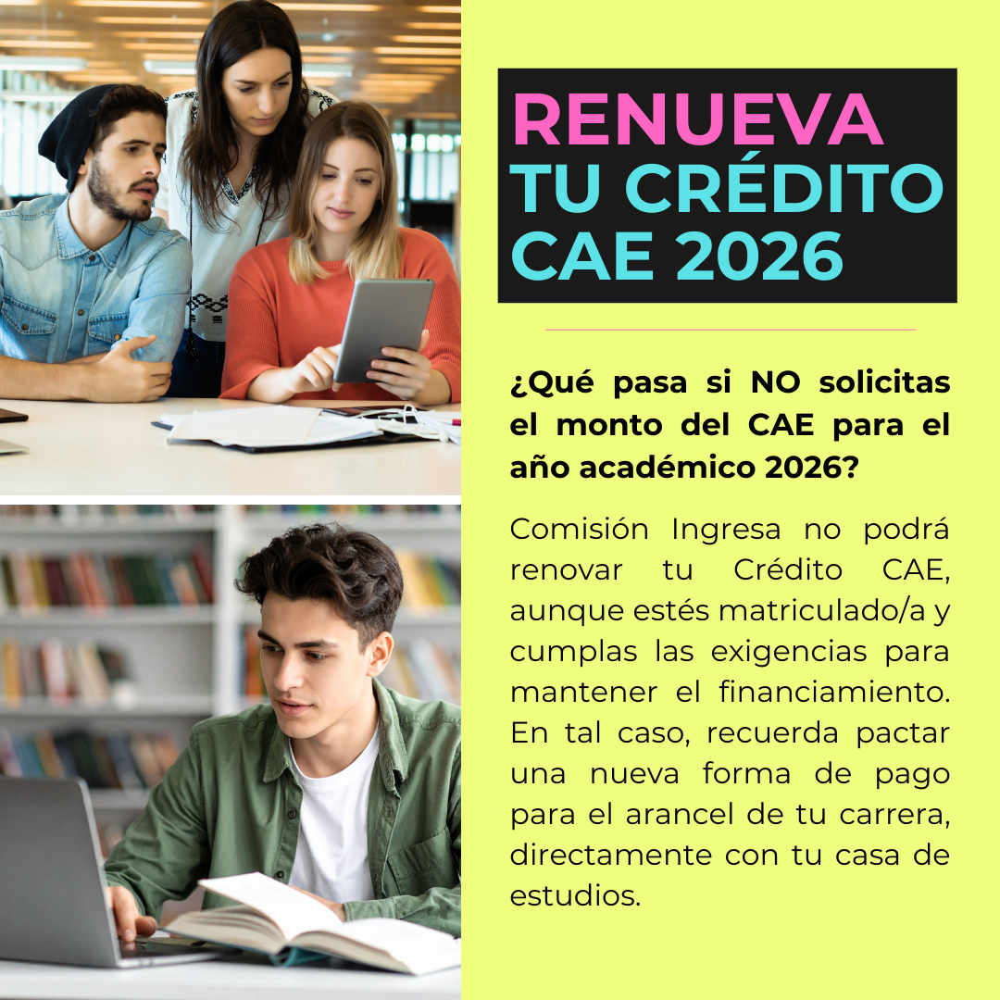 RENUEVA
TU CRÉDITO
CAE 2026
¿Qué pasa si NO solicitas
el monto del CAE para el
año académico 2026?
Comisión Ingresa no podrá
renovar tu Crédito CAE,
aunque estés matriculado/a y
cumplas las exigencias para
mantener el financiamiento.
En tal caso, recuerda pactar
una nueva forma de pago
para el arancel de tu carrera,
directamente con tu casa de
estudios.